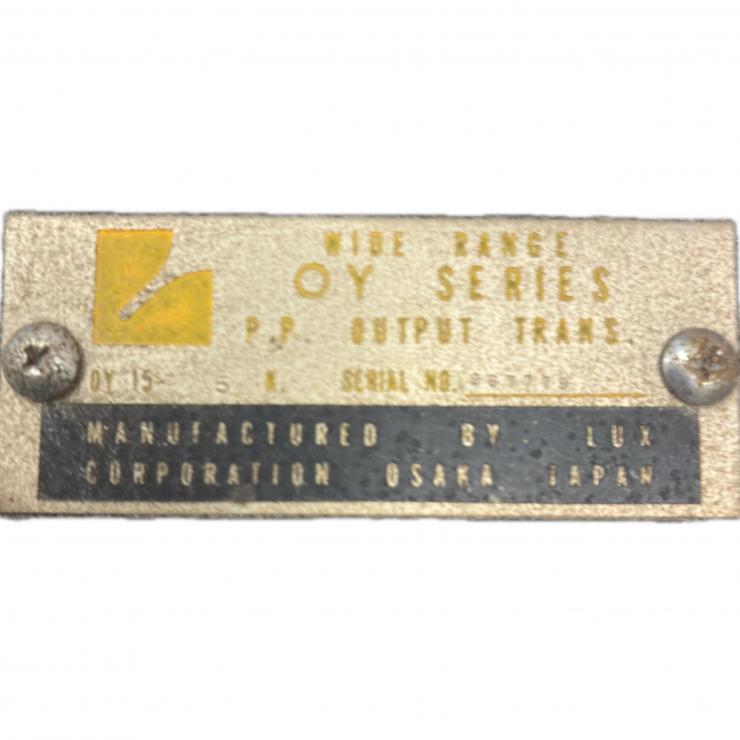 WIDE RANGE
OY SERIES
P.P. OUTPUT TRANS.
OY 15- 5 K. SERIAL NO.
MANUFACTURED BY LUX
CORPORATION OSAKA JAPAN